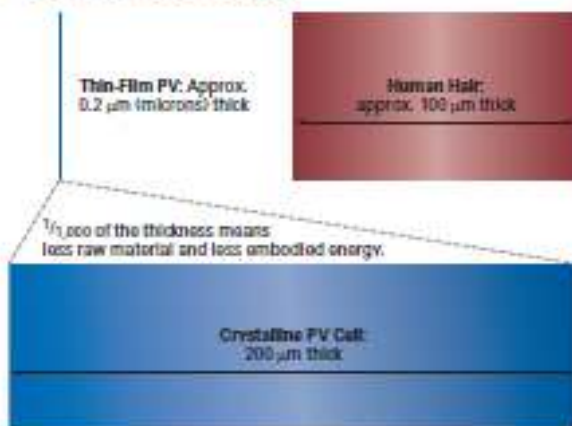 Thin-Film PV: Approx.
0.2 µm (microns) thick
Human Hair:
approx. 100 µm thick
1/1,000 of the thickness means
less raw material and less embodied energy.
Crystalline PV Cell:
200 µm thick